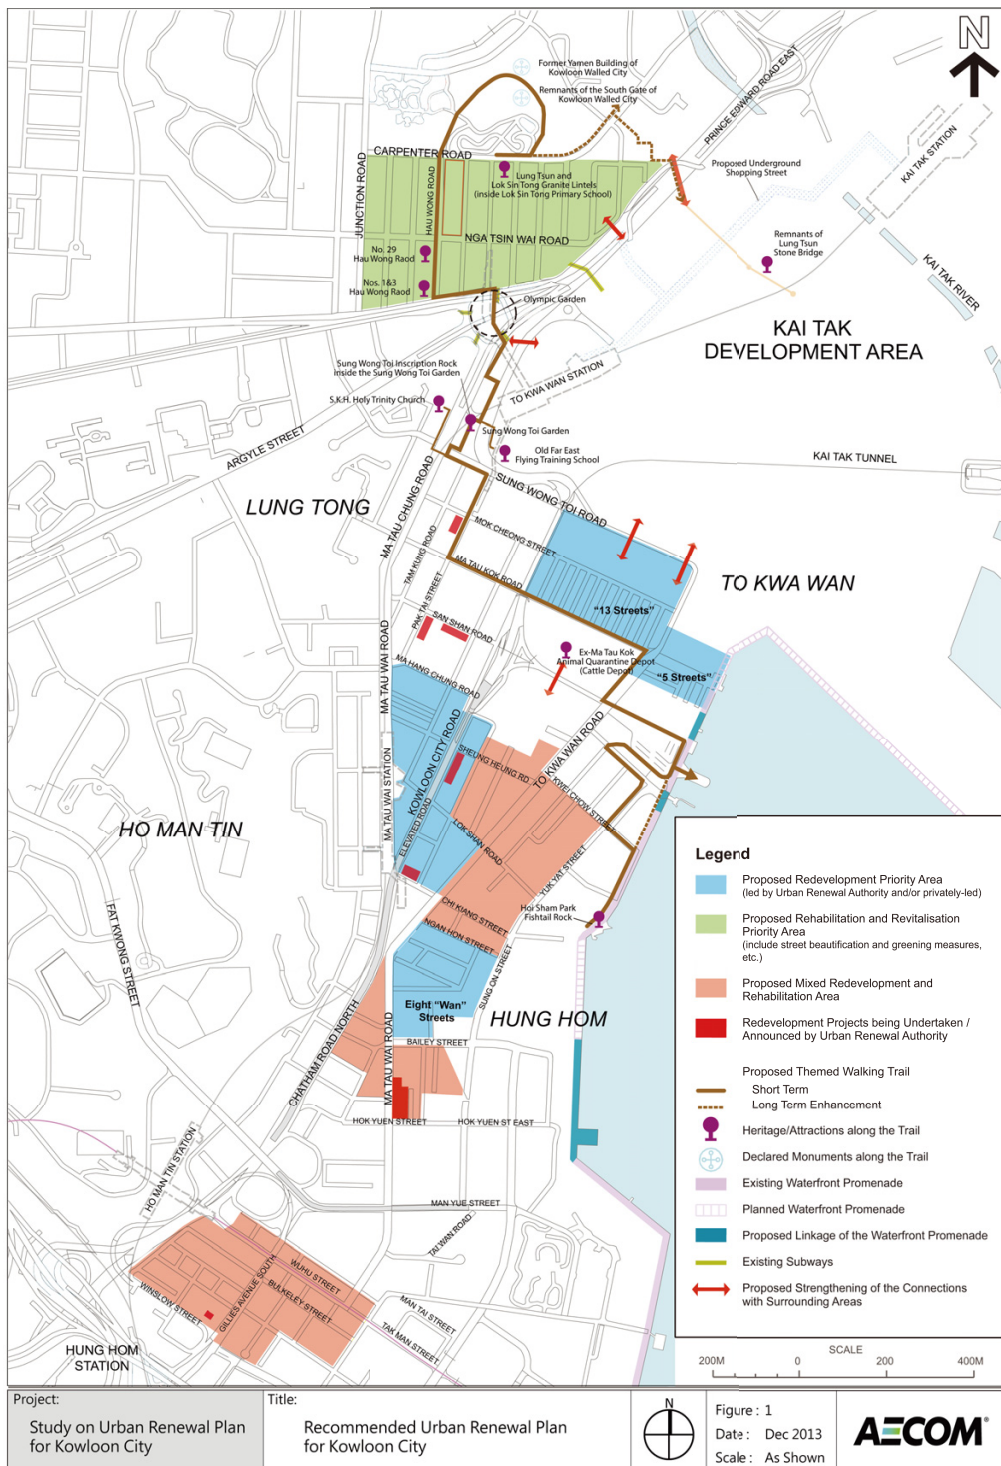 N
Former Yamen Building of
Kowloon Walled City
Remnants of the South Gate of
Kowloon Walled City
PRINCE EDWARD ROAD EAST
CARPENTER ROAD
JUNCTION ROAD
HAU WONG ROAD
Lung Tsun and
Lok Sin Tong Granite Lintels
(inside Lok Sin Tong Primary School)
Proposed Underground
Shopping Street
KAI TAK STATION
NGA TSIN WAI ROAD
No. 29
Hau Wong Raod
Nos. 1&3
Hau Wong Raod
Remnants of
Lung Tsun
Stone Bridge
KAI TAK RIVER
Olympic Garden
KAI TAK
DEVELOPMENT AREA
Sung Wong Toi Inscription Rock
inside the Sung Wong Toi Garden
TO KWA WAN STATION
S.K.H. Holy Trinity Church
Sung Wong Toi Garden
ARGYLE STREET
Old Far East
Flying Training School
KAI TAK TUNNEL
LUNG TONG
MA TAU CHUNG ROAD
SUNG WONG TOI ROAD
MOK CHEONG STREET
TAM KUNG ROAD
MA TAU KOK ROAD
TO KWA WAN
PAK TAI STREET
"13 Streets"
SAN SHAN ROAD
MA TAU WAI ROAD
Ex-Ma Tau Kok
Animal Quarantine Depot
(Cattle Depot)
MA HANG CHUNG ROAD
"5 Streets"
KOWLOON CITY ROAD
TO KWA WAN ROAD
SHEUNG HEUNG RD.
KWEI CHOW STREET
MA TAU WAI STATION
HO MAN TIN
ELEVATED ROAD
LOK SHAN ROAD
YUK YAT STREET
FAT KWONG STREET
CHI KIANG STREET
NGAN HON STREET
Hoi Sham Park
Fishtail Rock
SUNG ON STREET
Eight "Wan"
Streets
HUNG HOM
CHATHAM ROAD NORTH
MA TAU WAI ROAD
BAILEY STREET
HOK YUEN STREET
HOK YUEN ST EAST
HO MAN TIN STATION
MAN YUE STREET
TAI WAN ROAD
WUHU STREET
WINSLOW STREET
GILLIES AVENUE SOUTH
BULKELEY STREET
MAN TAI STREET
TAK MAN STREET
HUNG HOM
STATION
Legend
Proposed Redevelopment Priority Area
(led by Urban Renewal Authority and/or privately-led)
Proposed Rehabilitation and Revitalisation
Priority Area
(include street beautification and greening measures,
etc.)
Proposed Mixed Redevelopment and
Rehabilitation Area
Redevelopment Projects being Undertaken /
Announced by Urban Renewal Authority
Proposed Themed Walking Trail
Short Term
Long Term Enhancement
Heritage/Attractions along the Trail
Declared Monuments along the Trail
Existing Waterfront Promenade
Planned Waterfront Promenade
Proposed Linkage of the Waterfront Promenade
Existing Subways
Proposed Strengthening of the Connections
with Surrounding Areas
SCALE
200M 0 200 400M
Project:
Study on Urban Renewal Plan
for Kowloon City
Title:
Recommended Urban Renewal Plan
for Kowloon City
N
Figure : 1
Date : Dec 2013
Scale : As Shown
AECOM®